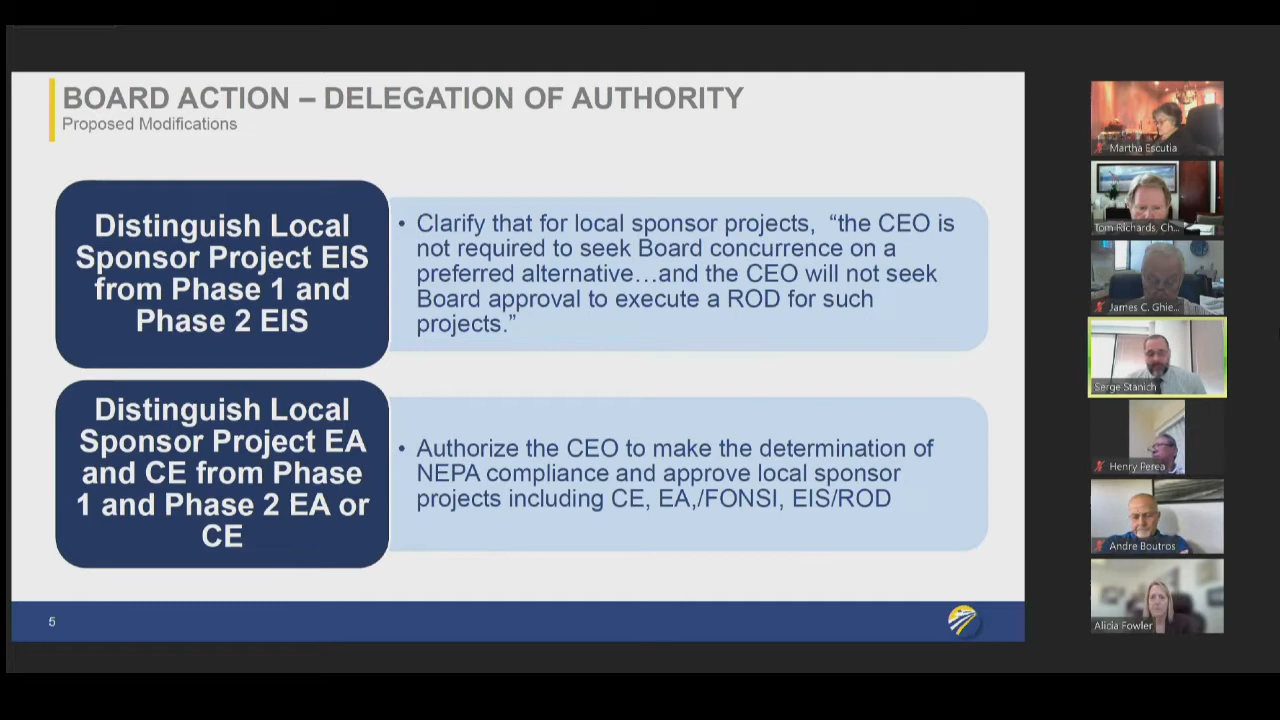 BOARD ACTION – DELEGATION OF AUTHORITY
Proposed Modifications
Distinguish Local
Sponsor Project EIS
from Phase 1 and
Phase 2 EIS
• Clarify that for local sponsor projects, “the CEO is
not required to seek Board concurrence on a
preferred alternative…and the CEO will not seek
Board approval to execute a ROD for such
projects.”
Distinguish Local
Sponsor Project EA
and CE from Phase
1 and Phase 2 EA or
CE
• Authorize the CEO to make the determination of
NEPA compliance and approve local sponsor
projects including CE, EA,/FONSI, EIS/ROD
5
Martha Escutia
Tom Richards, Ch...
James C. Ghie...
Serge Stanich
Henry Perea
Andre Boutros
Alicia Fowler